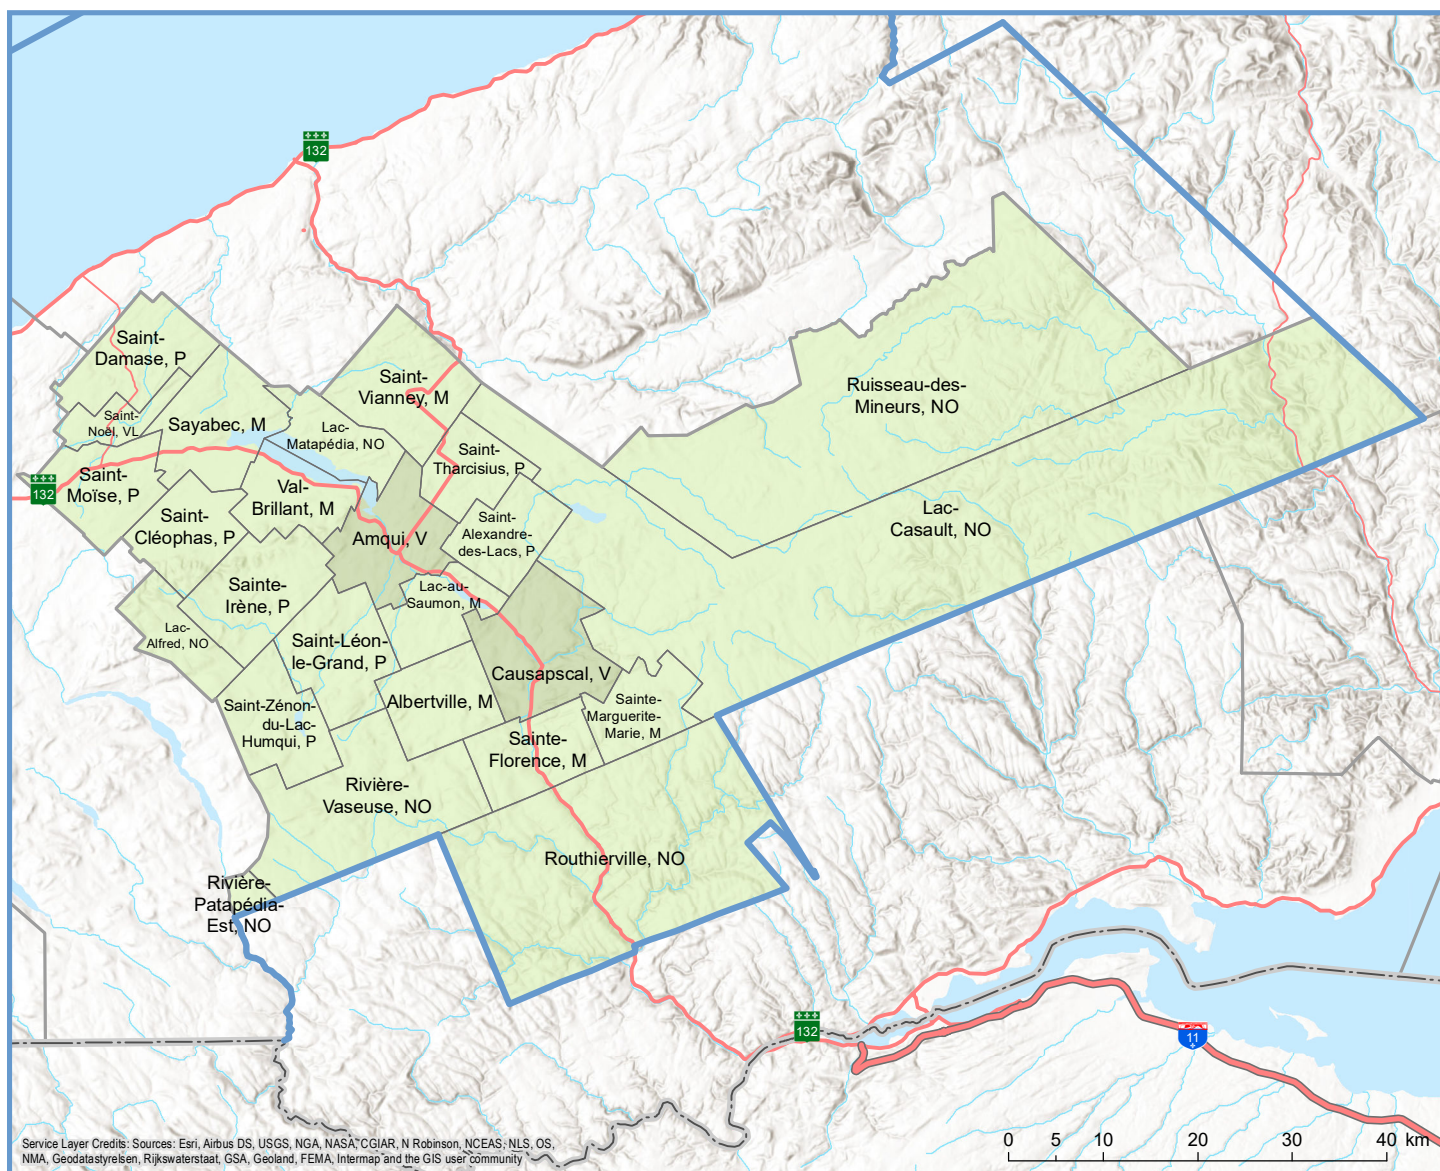 132
Saint-
Damase, P
Saint-
Vianney, M
Ruisseau-des-
Mineurs, NO
Saint-
Noël, VL
Sayabec, M
Lac-
Matapédia, NO
Saint-
Tharcisius, P
132
Saint-
Moïse, P
Val-
Brillant, M
Lac-
Casault, NO
Saint-
Cléophas, P
Amqui, V
Saint-
Alexandre-
des-Lacs, P
Sainte-
Irène, P
Lac-au-
Saumon, M
Lac-
Alfred, NO
Saint-Léon-
le-Grand, P
Causapscal, V
Saint-Zénon-
du-Lac-
Humqui, P
Albertville, M
Sainte-
Marguerite-
Marie, M
Sainte-
Florence, M
Rivière-
Vaseuse, NO
Routhierville, NO
Rivière-
Patapédia-
Est, NO
132
11
Service Layer Credits: Sources: Esri, Airbus DS, USGS, NGA, NASA, CGIAR, N Robinson, NCEAS, NLS, OS,
NMA, Geodatastyrelsen, Rijkswaterstaat, GSA, Geoland, FEMA, Intermap and the GIS user community
0 5 10 20 30 40 km